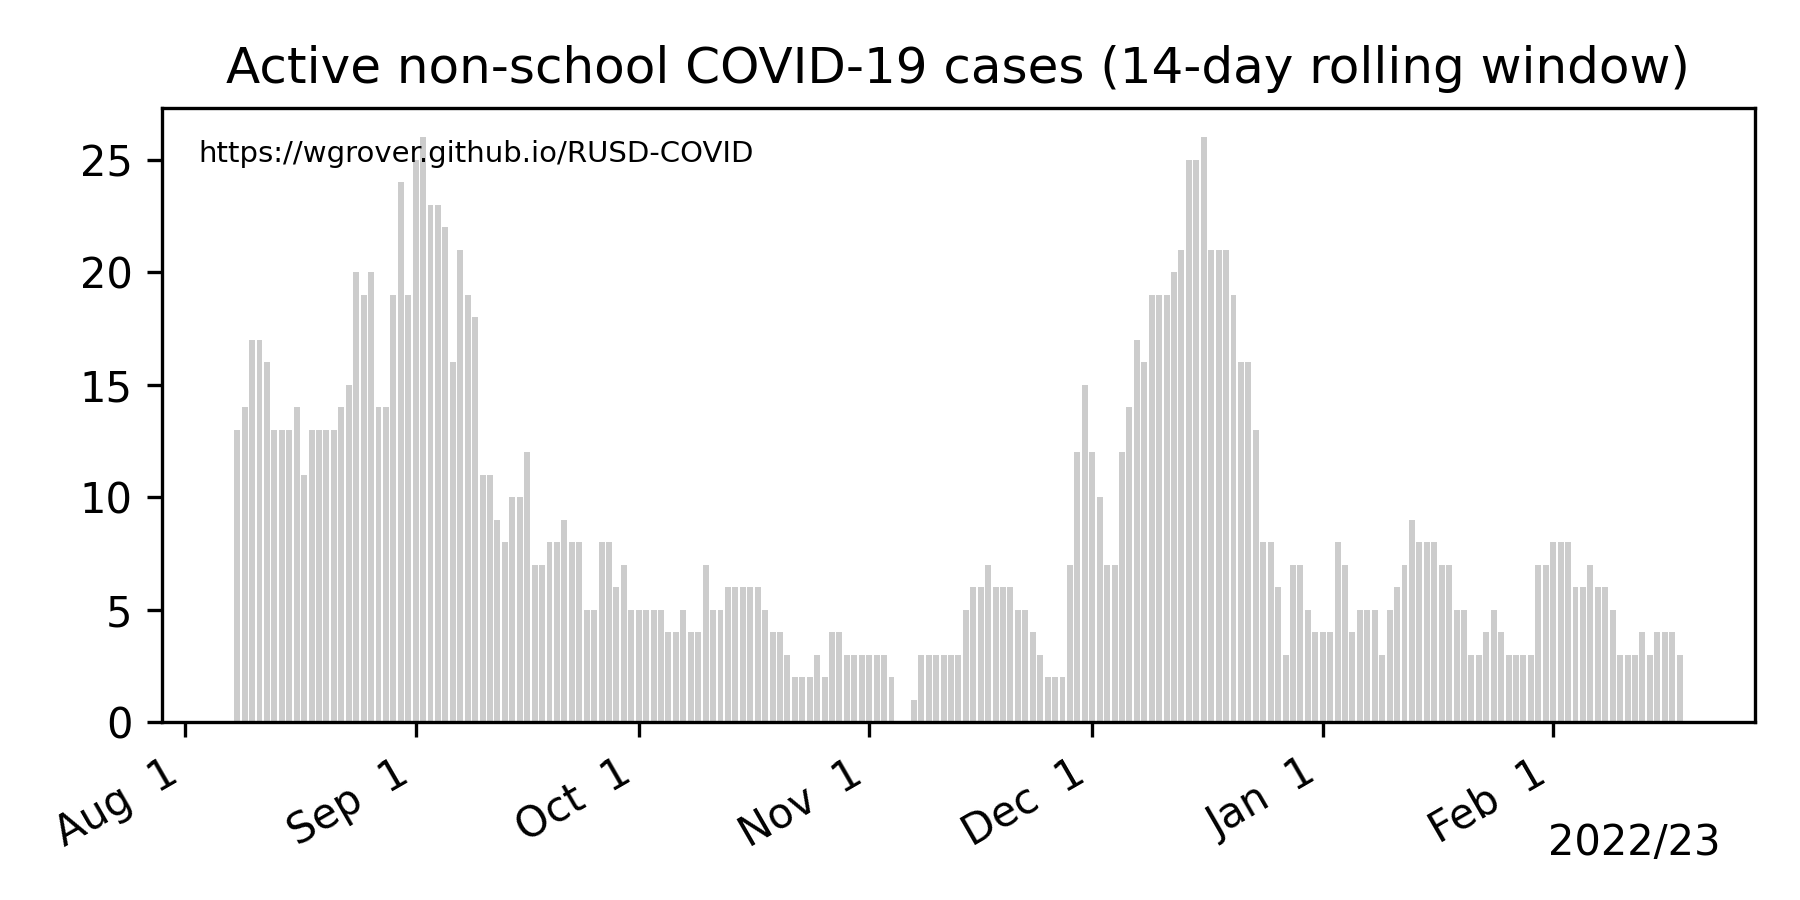 Active non-school COVID-19 cases (14-day rolling window)
https://wgrover.github.io/RUSD-COVID
25
20
15
10
5
0
Aug 1
Sep 1
Oct 1
Nov 1
Dec 1
Jan 1
Feb 1
2022/23